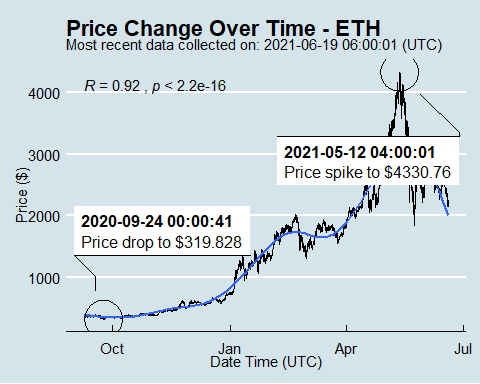 Price Change Over Time - ETH
Most recent data collected on: 2021-06-19 06:00:01 (UTC)
R = 0.92 , p < 2.2e-16
4000
3000
2000
1000
Price ($)
2021-05-12 04:00:01
Price spike to $4330.76
2020-09-24 00:00:41
Price drop to $319.828
Oct
Jan
Apr
Jul
Date Time (UTC)